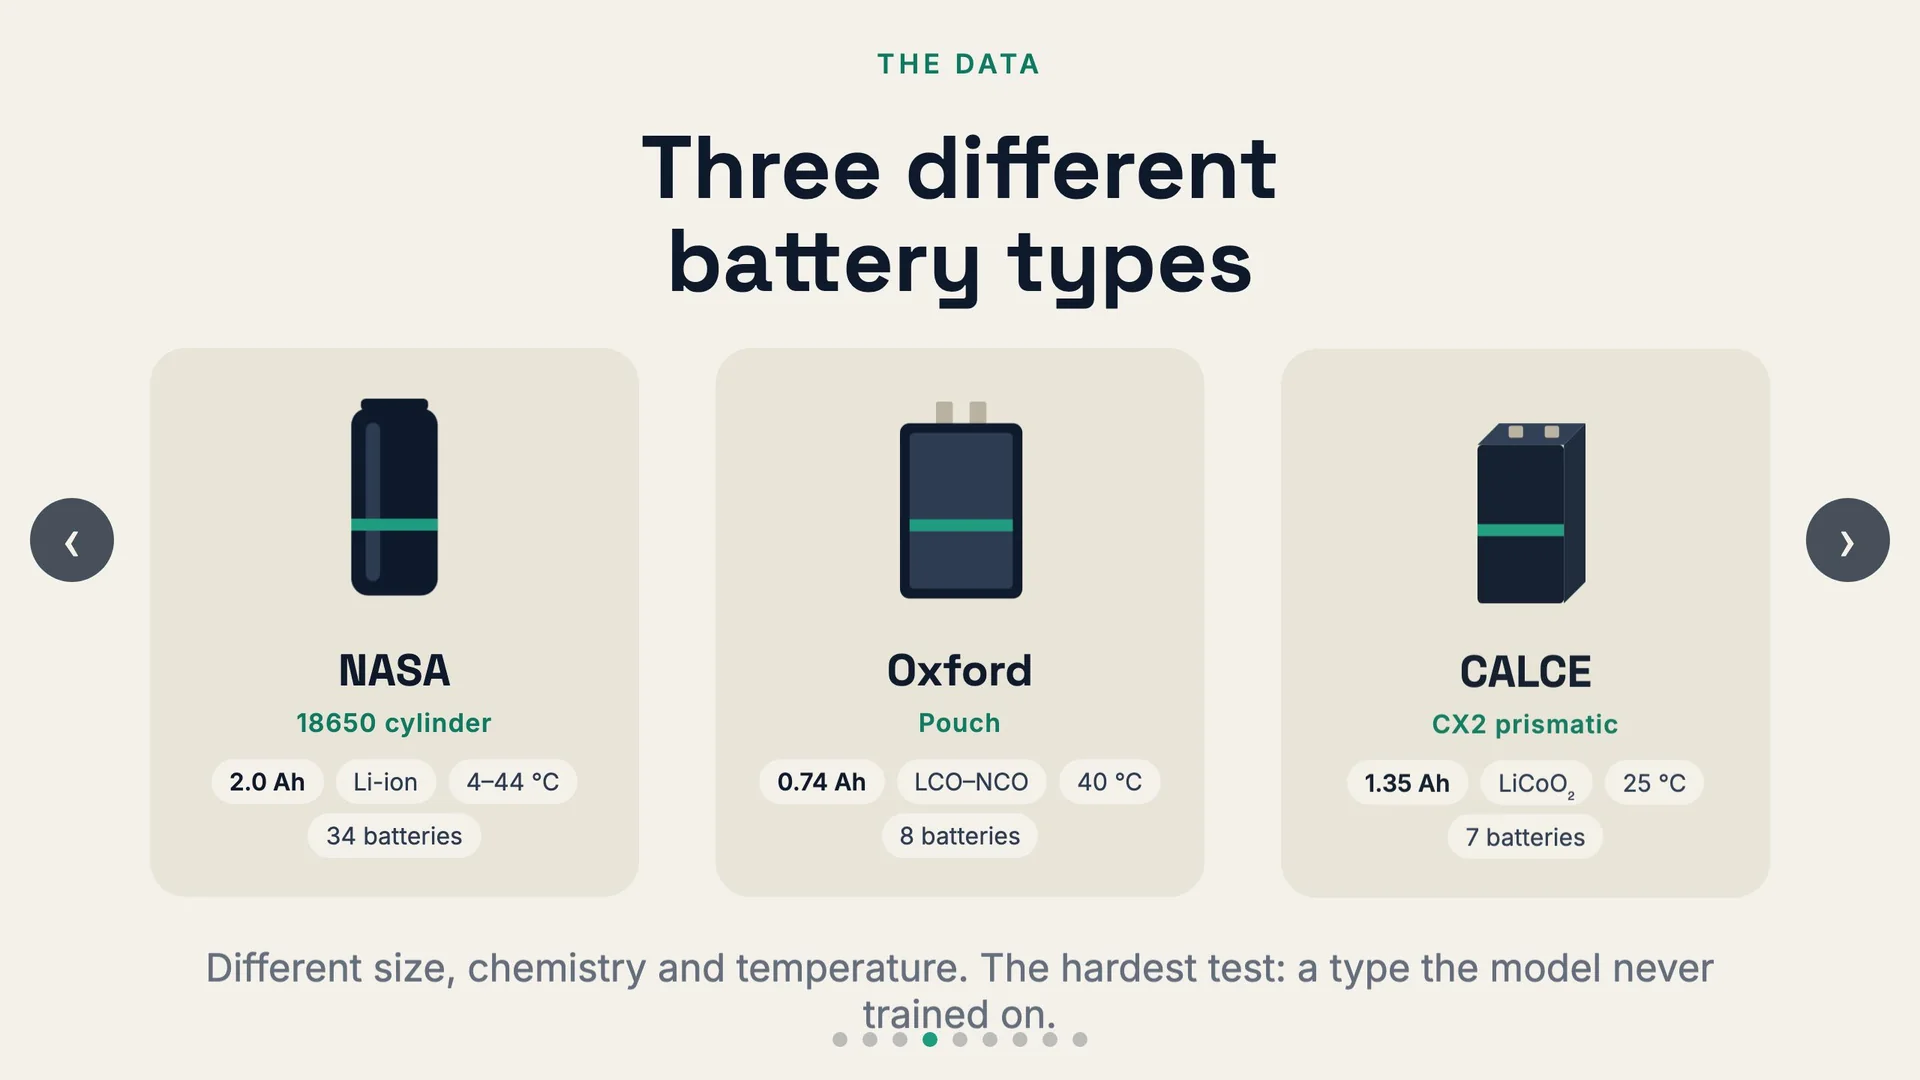 THE DATA
Three different
battery types
NASA
18650 cylinder
2.0 Ah
Li-ion
4–44 °C
34 batteries
Oxford
Pouch
0.74 Ah
LCO–NCO
40 °C
8 batteries
CALCE
CX2 prismatic
1.35 Ah
LiCoO₂
25 °C
7 batteries
Different size, chemistry and temperature. The hardest test: a type the model never
trained on.